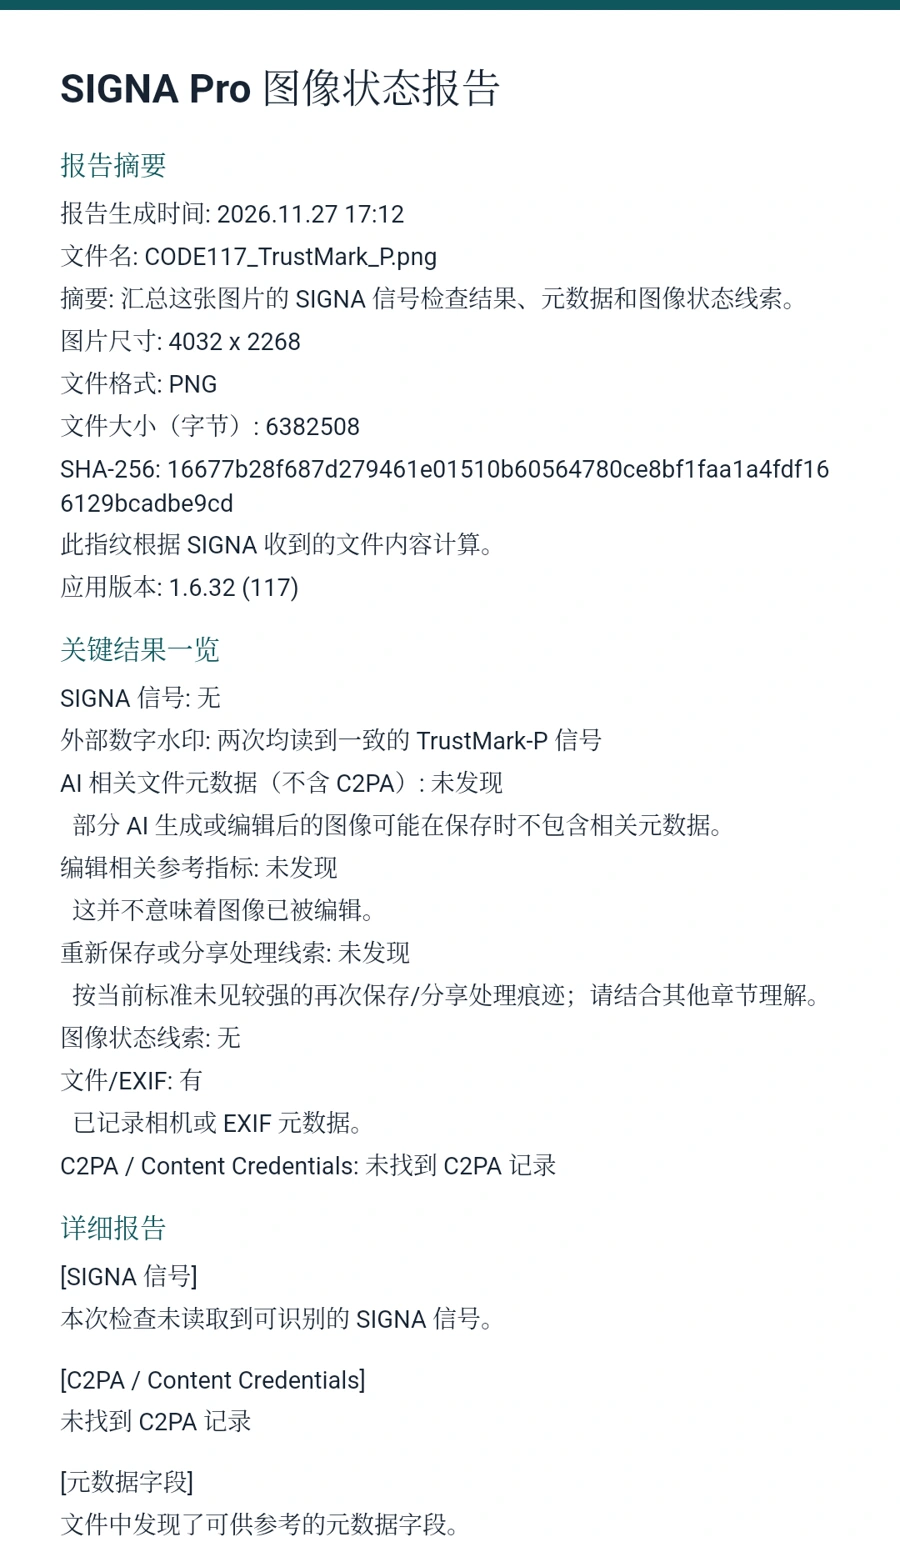 SIGNA Pro 图像状态报告
报告摘要
报告生成时间: 2026.11.27 17:12
文件名: CODE117_TrustMark_P.png
摘要: 汇总这张图片的 SIGNA 信号检查结果、元数据和图像状态线索。
图片尺寸: 4032 x 2268
文件格式: PNG
文件大小（字节）: 6382508
SHA-256: 16677b28f687d279461e01510b60564780ce8bf1faa1a4fdf16
6129bcadbe9cd
此指纹根据 SIGNA 收到的文件内容计算。
应用版本: 1.6.32 (117)
关键结果一览
SIGNA 信号: 无
外部数字水印: 两次均读到一致的 TrustMark-P 信号
AI 相关文件元数据（不含 C2PA）: 未发现
部分 AI 生成或编辑后的图像可能在保存时不包含相关元数据。
编辑相关参考指标: 未发现
这并不意味着图像已被编辑。
重新保存或分享处理线索: 未发现
按当前标准未见较强的再次保存/分享处理痕迹；请结合其他章节理解。
图像状态线索: 无
文件/EXIF: 有
已记录相机或 EXIF 元数据。
C2PA / Content Credentials: 未找到 C2PA 记录
详细报告
[SIGNA 信号]
本次检查未读取到可识别的 SIGNA 信号。
[C2PA / Content Credentials]
未找到 C2PA 记录
[元数据字段]
文件中发现了可供参考的元数据字段。